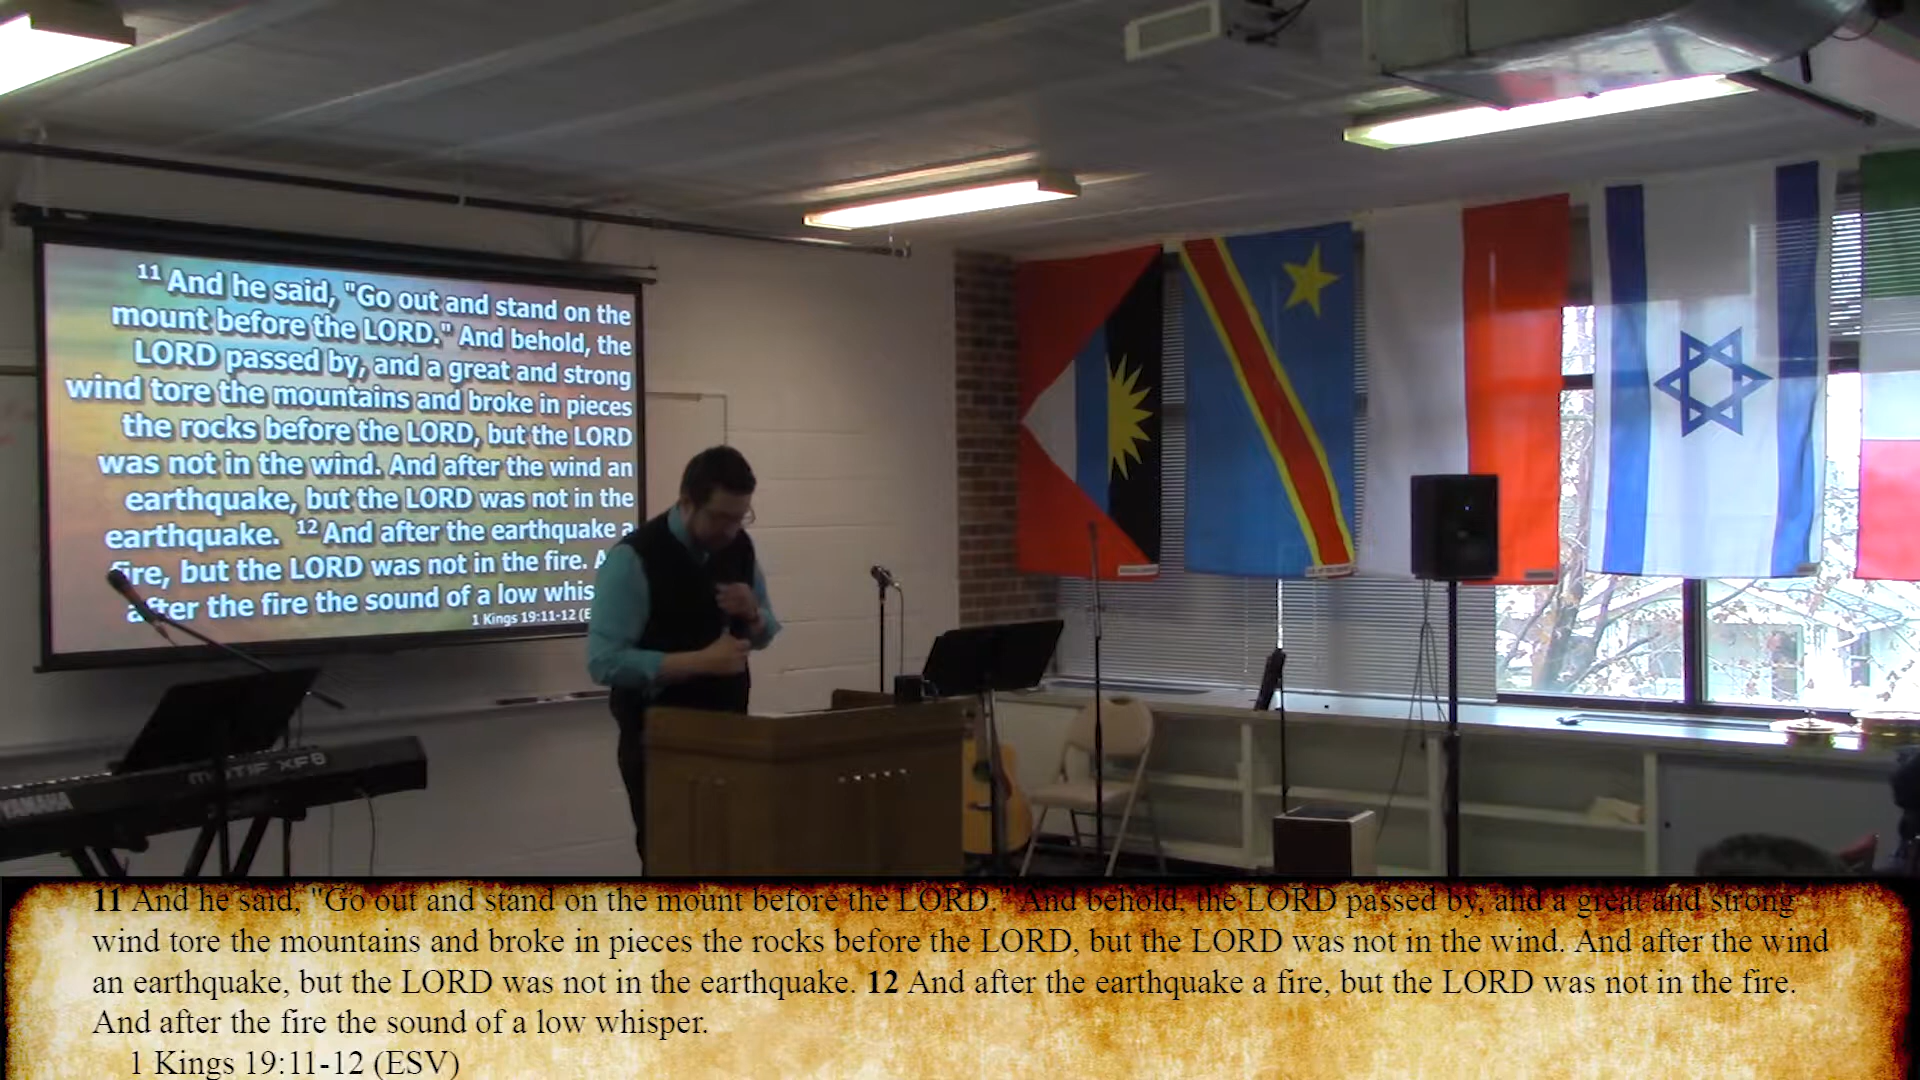 11 And he said, "Go out and stand on the
mount before the LORD." And behold, the
LORD passed by, and a great and strong
wind tore the mountains and broke in pieces
the rocks before the LORD, but the LORD
was not in the wind. And after the wind an
earthquake, but the LORD was not in the
earthquake. 12 And after the earthquake a
fire, but the LORD was not in the fire. A
after the fire the sound of a low whis
1 Kings 19:11-12 (E
YAMAHA
MOTIF XF8
11 And he said, "Go out and stand on the mount before the LORD." And behold, the LORD passed by, and a great and strong
wind tore the mountains and broke in pieces the rocks before the LORD, but the LORD was not in the wind. And after the wind
an earthquake, but the LORD was not in the earthquake. 12 And after the earthquake a fire, but the LORD was not in the fire.
And after the fire the sound of a low whisper.
1 Kings 19:11-12 (ESV)